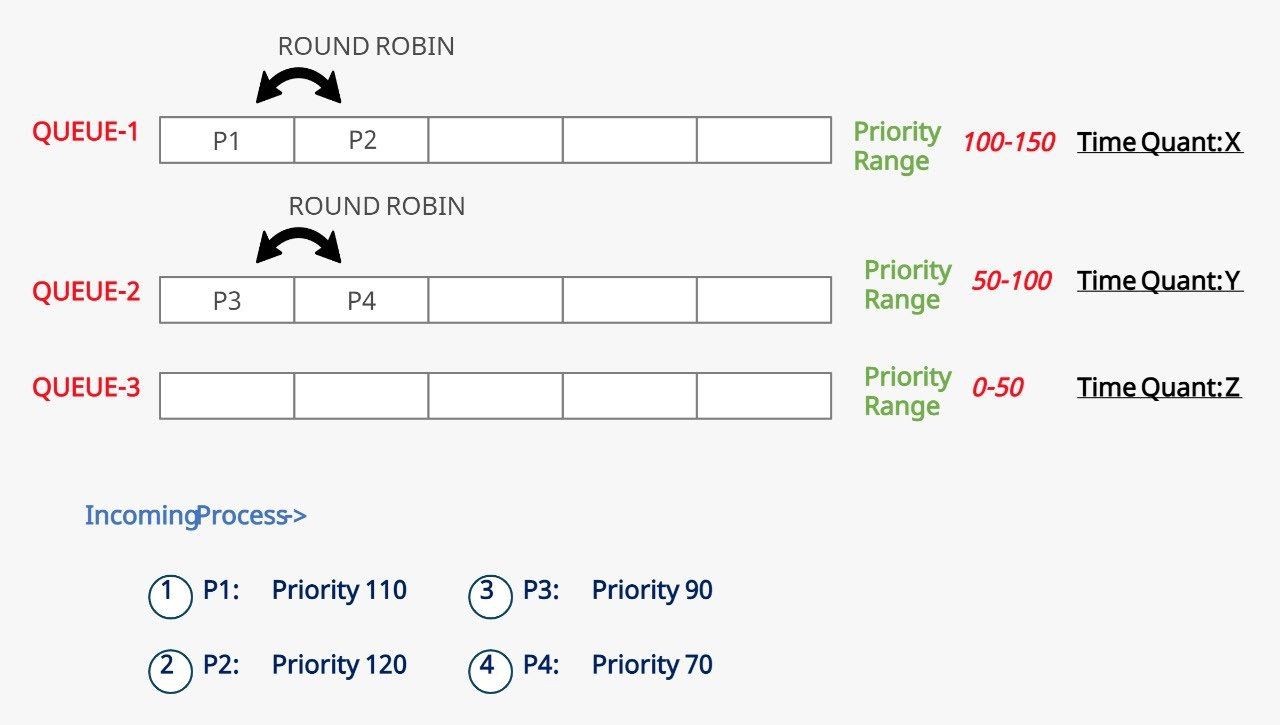 ROUND ROBIN
QUEUE-1 P1 P2 Priority Range 100-150 Time Quant:X
ROUND ROBIN
QUEUE-2 P3 P4 Priority Range 50-100 Time Quant:Y
QUEUE-3 Priority Range 0-50 Time Quant:Z
IncomingProcess->
1 P1: Priority 110 3 P3: Priority 90
2 P2: Priority 120 4 P4: Priority 70